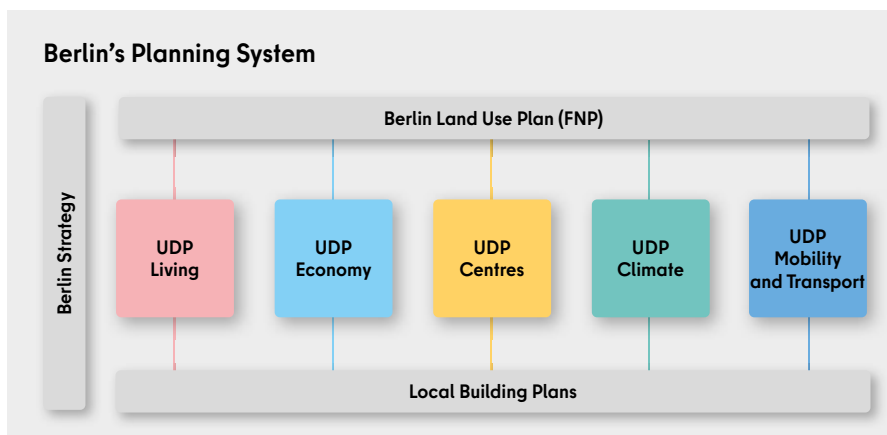 Berlin’s Planning System
Berlin Strategy
Berlin Land Use Plan (FNP)
UDP
Living
UDP
Economy
UDP
Centres
UDP
Climate
UDP
Mobility
and Transport
Local Building Plans